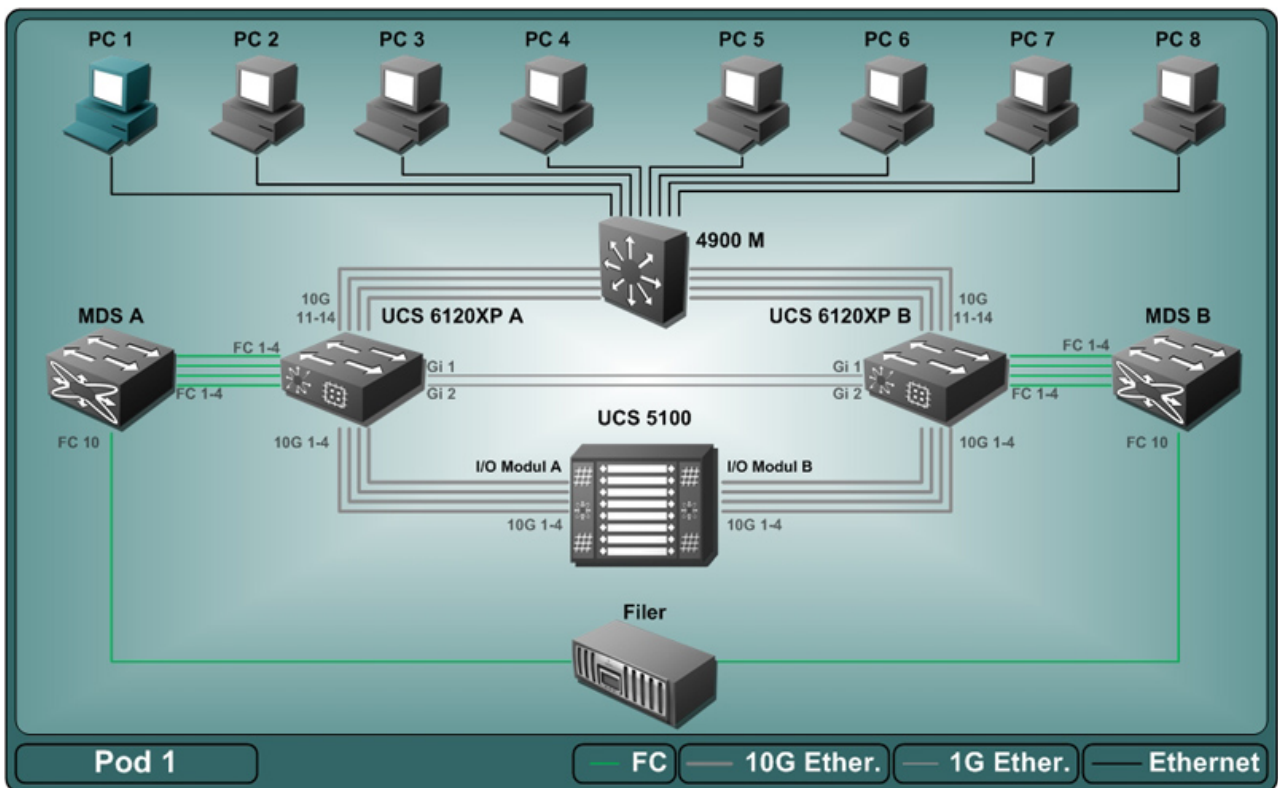 PC 1
PC 2
PC 3
PC 4
PC 5
PC 6
PC 7
PC 8
4900 M
10G
11-14
10G
11-14
MDS A
UCS 6120XP A
UCS 6120XP B
MDS B
FC 1-4
FC 1-4
Gi 1
Gi 2
Gi 1
Gi 2
FC 1-4
FC 1-4
FC 10
10G 1-4
UCS 5100
10G 1-4
FC 10
I/O Modul A
I/O Modul B
10G 1-4
10G 1-4
Filer
Pod 1
FC
10G Ether.
1G Ether.
Ethernet